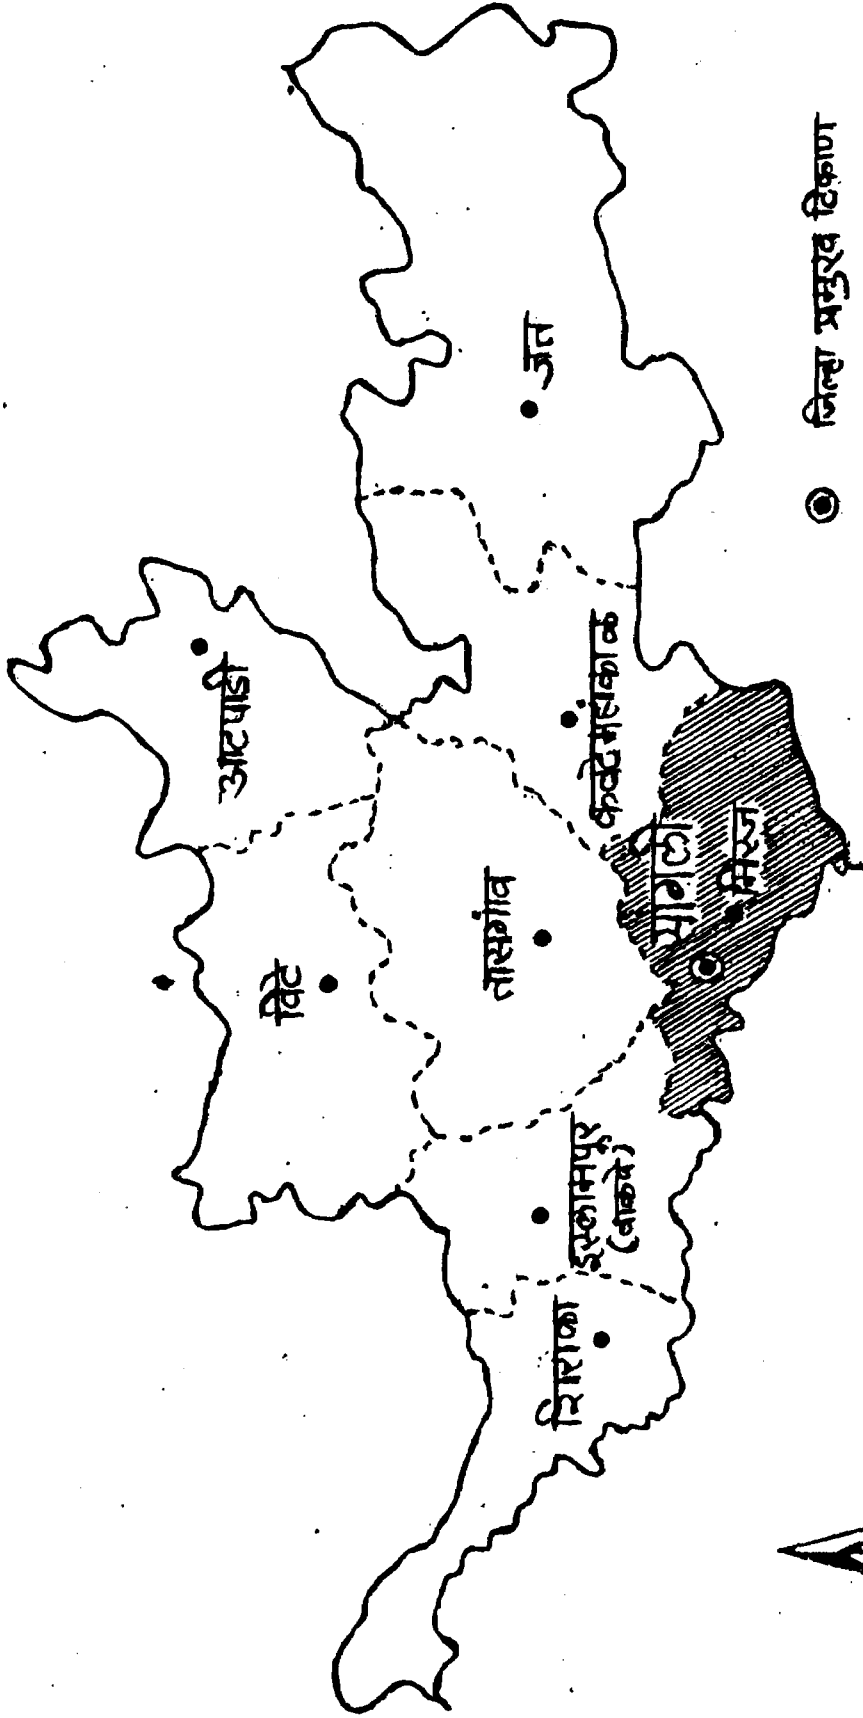 आटपाडी
विटे
तासगांव
जत
कवठेमहांकाळ
सांगली
मिरज
इस्लामपूर
(वाळवे)
शिराळा
जिल्हा प्रमुख ठिकाण